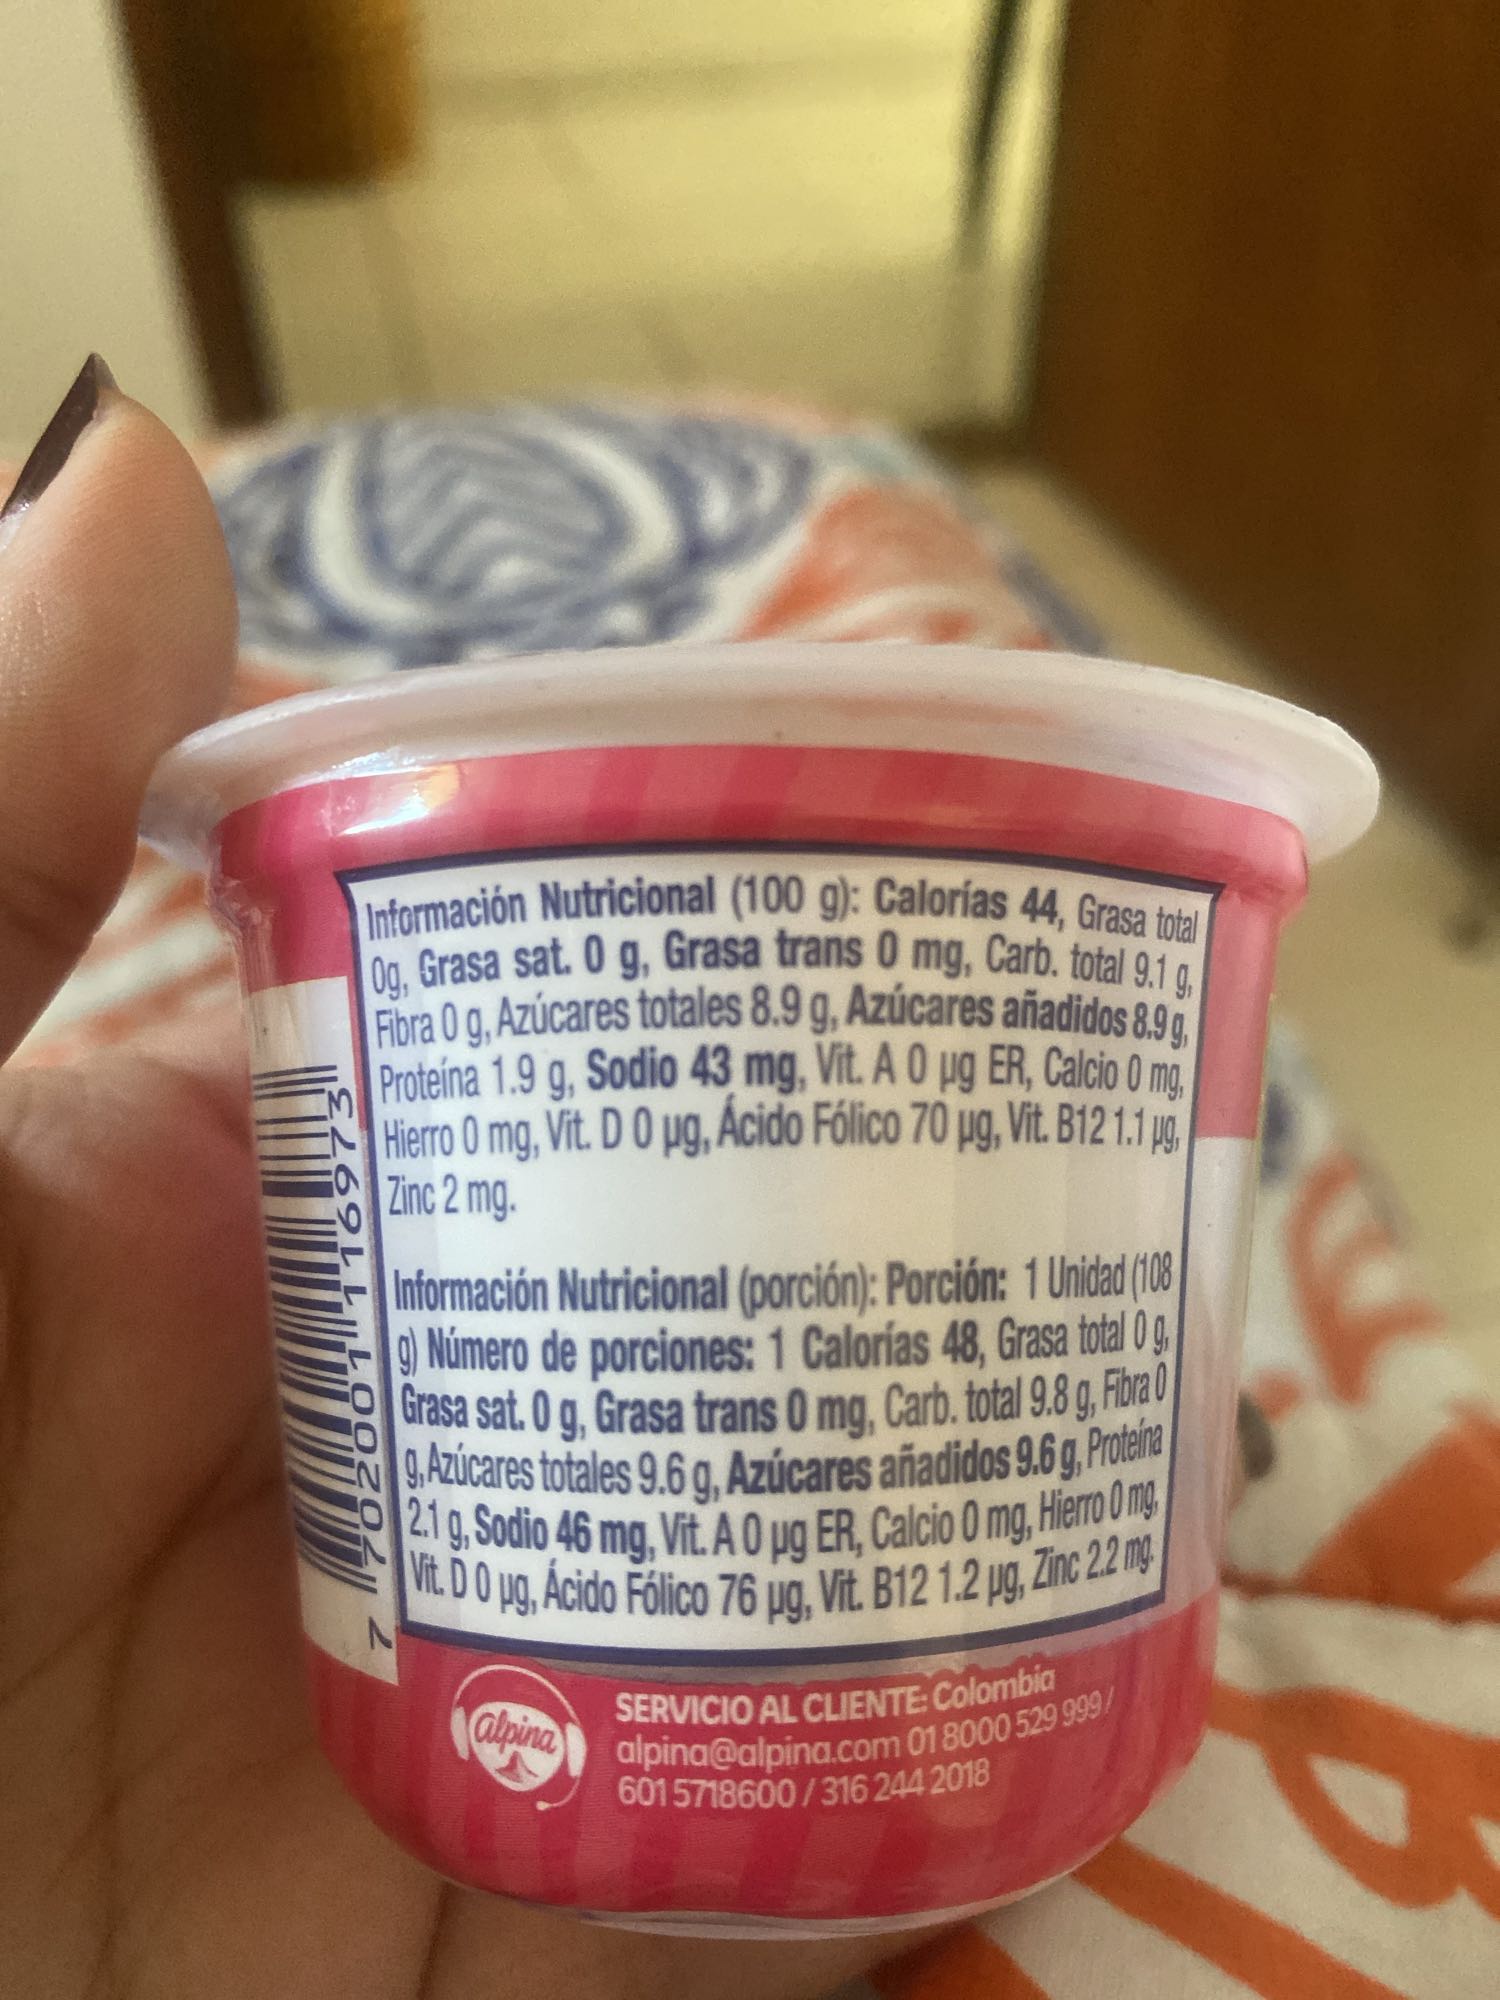 Información Nutricional (100 g): Calorías 44, Grasa total
0g, Grasa sat. 0 g, Grasa trans 0 mg, Carb. total 9.1 g,
Fibra 0 g, Azúcares totales 8.9 g, Azúcares añadidos 8.9 g,
Proteína 1.9 g, Sodio 43 mg, Vit. A 0 µg ER, Calcio 0 mg,
Hierro 0 mg, Vit. D 0 µg, Ácido Fólico 70 µg, Vit. B12 1.1 µg,
Zinc 2 mg.
Información Nutricional (porción): Porción: 1 Unidad (108
g) Número de porciones: 1 Calorías 48, Grasa total 0 g,
Grasa sat. 0 g, Grasa trans 0 mg, Carb. total 9.8 g, Fibra 0
g, Azúcares totales 9.6 g, Azúcares añadidos 9.6 g, Proteína
2.1 g, Sodio 46 mg, Vit. A 0 µg ER, Calcio 0 mg, Hierro 0 mg,
Vit. D 0 µg, Ácido Fólico 76 µg, Vit. B12 1.2 µg, Zinc 2.2 mg.
7 702001 116973
alpina
SERVICIO AL CLIENTE: Colombia
alpina@alpina.com 01 8000 529 999 /
601 5718600 / 316 244 2018